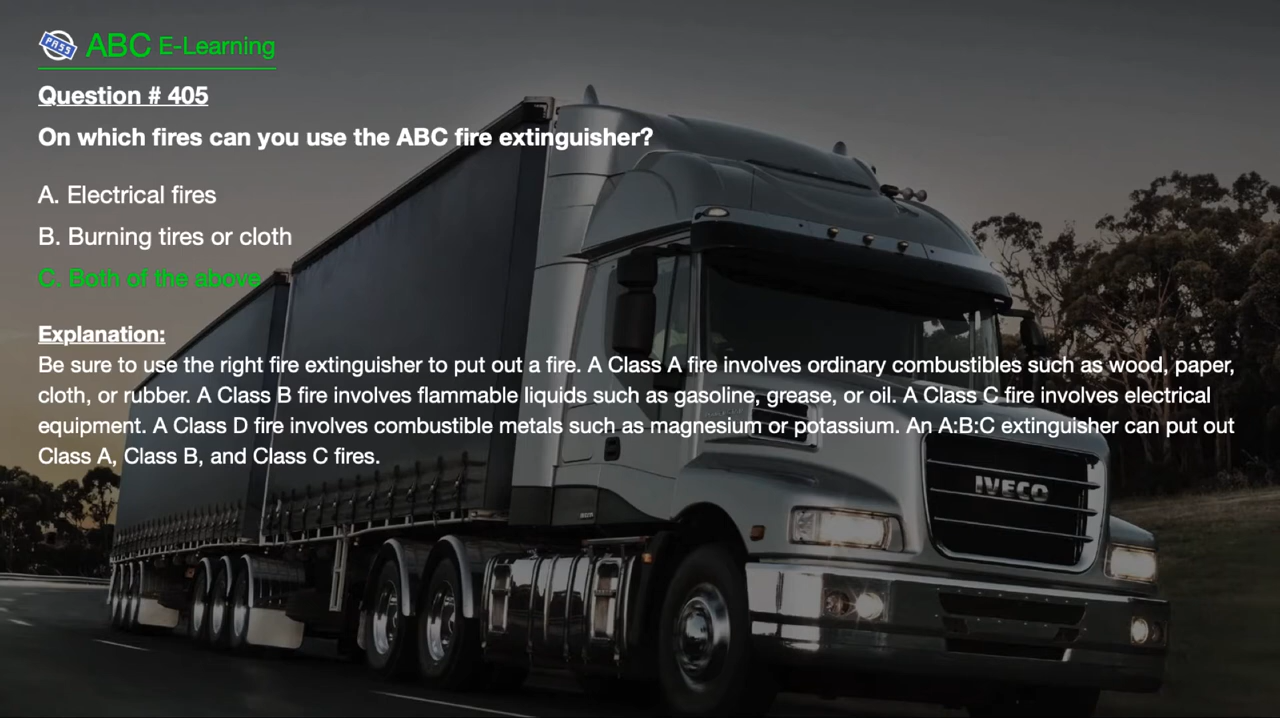 PASS
ABC E-Learning
Question # 405
On which fires can you use the ABC fire extinguisher?
A. Electrical fires
B. Burning tires or cloth
C. Both of the above
Explanation:
Be sure to use the right fire extinguisher to put out a fire. A Class A fire involves ordinary combustibles such as wood, paper,
cloth, or rubber. A Class B fire involves flammable liquids such as gasoline, grease, or oil. A Class C fire involves electrical
equipment. A Class D fire involves combustible metals such as magnesium or potassium. An A:B:C extinguisher can put out
Class A, Class B, and Class C fires.
IVECO